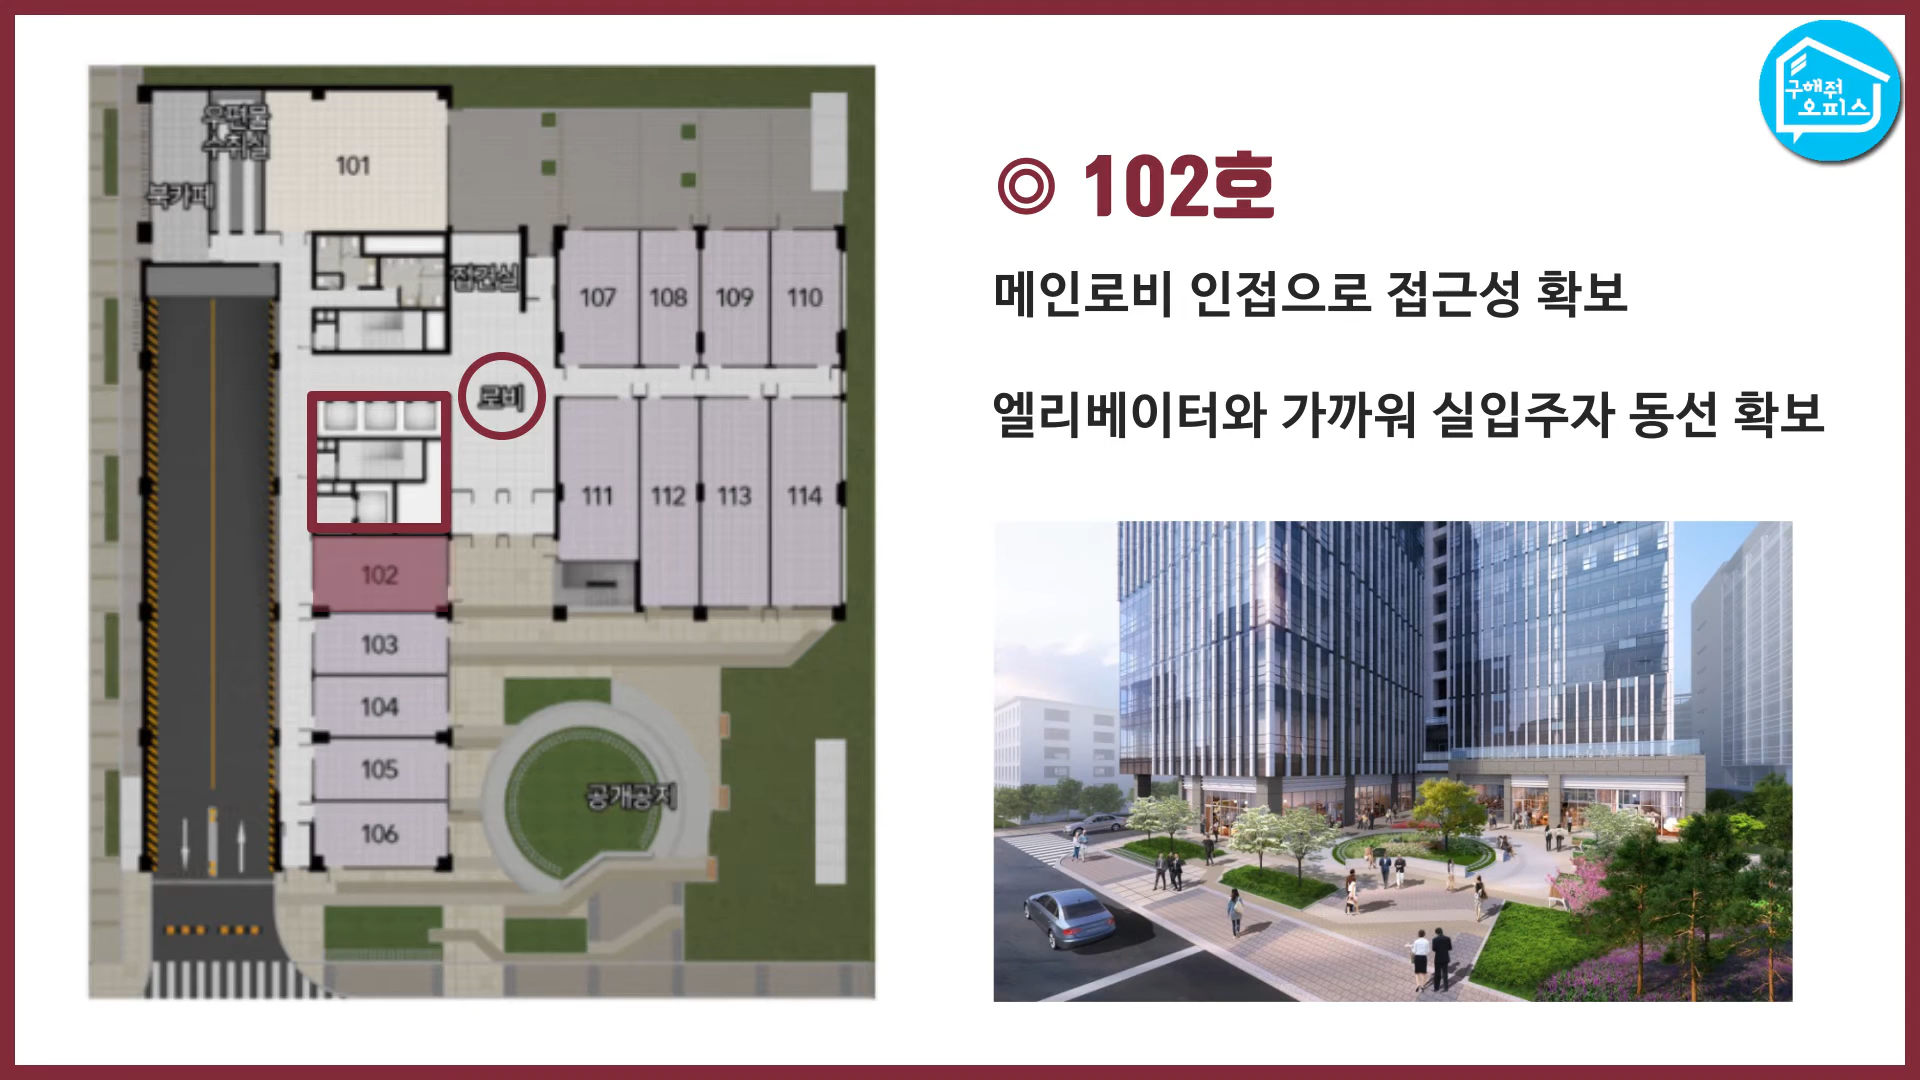 구해줘
오피스
◎ 102호
메인로비 인접으로 접근성 확보
엘리베이터와 가까워 실입주자 동선 확보
우편물
수취실
101
북카페
접견실
107
108
109
110
로비
111
112
113
114
102
103
104
105
106
공개공지